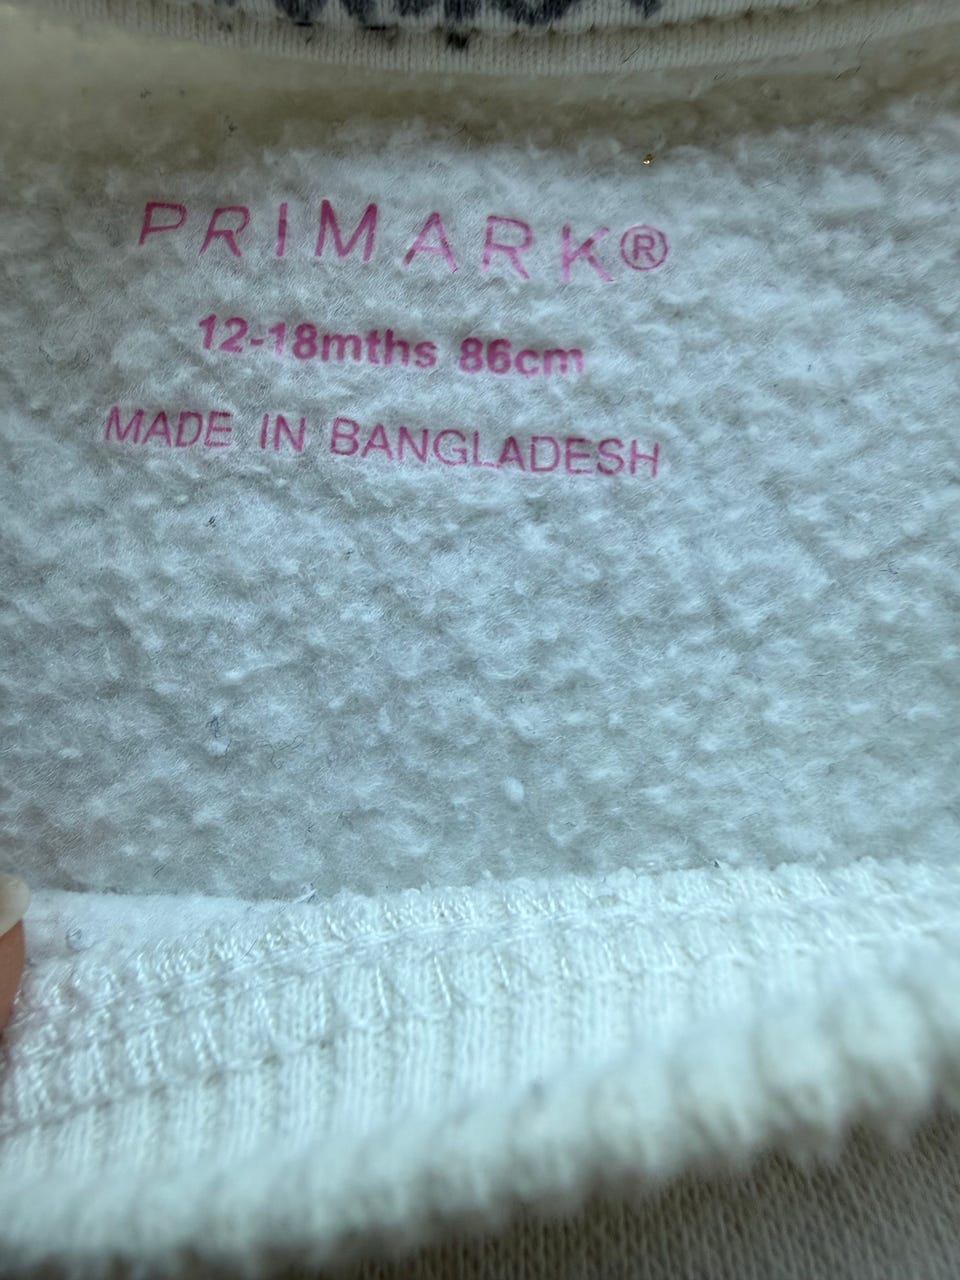 PRIMARK®
12-18mths 86cm
MADE IN BANGLADESH